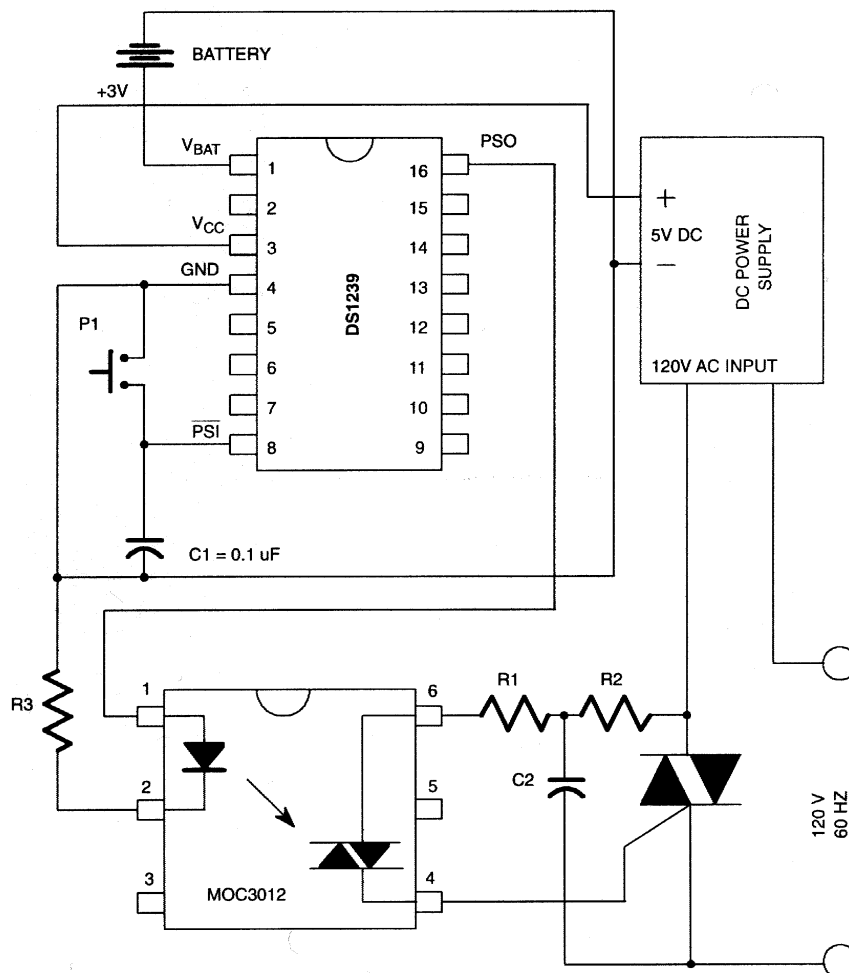 BATTERY
+3V
V_BAT
PSO
1
16
2
15
V_CC
3
14
GND
4
13
5
12
6
11
7
10
PSI
8
9
DS1239
P1
C1 = 0.1 uF
+
5V DC
−
DC POWER
SUPPLY
120V AC INPUT
R3
1
6
2
5
3
4
MOC3012
R1
R2
C2
120 V
60 HZ